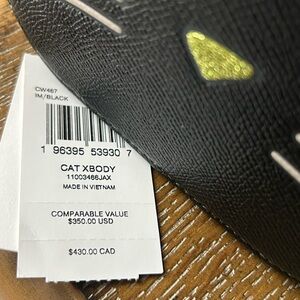 CW467
IM/BLACK
1 96395 53930 7
CAT XBODY
11003466JAX
MADE IN VIETNAM
COMPARABLE VALUE
$350.00 USD
$430.00 CAD